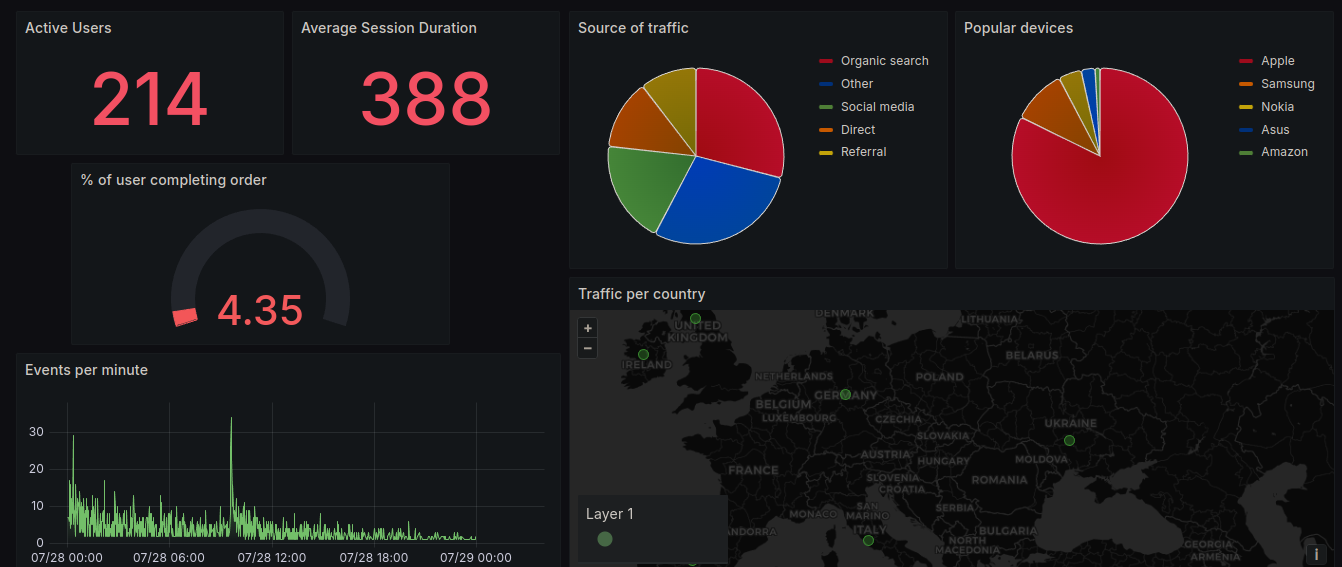 Active Users
214
Average Session Duration
388
% of user completing order
4.35
Events per minute
30
20
10
0
07/28 00:00
07/28 06:00
07/28 12:00
07/28 18:00
07/29 00:00
Source of traffic
Organic search
Other
Social media
Direct
Referral
Popular devices
Apple
Samsung
Nokia
Asus
Amazon
Traffic per country
+
−
DENMARK
LITHUANIA
UNITED
KINGDOM
IRELAND
BELARUS
NETHERLANDS
POLAND
GERMANY
BELGIUM
LUXEMBOURG
CZECHIA
UKRAINE
SLOVAKIA
AUSTRIA
HUNGARY
MOLDOVA
FRANCE
SLOVENIA
CROATIA
ROMANIA
MONACO
SAN
MARINO
SERBIA
ITALY
BULGARIA
ANDORRA
NORTH
MACEDONIA
GEORGIA
ARMENIA
Layer 1
i